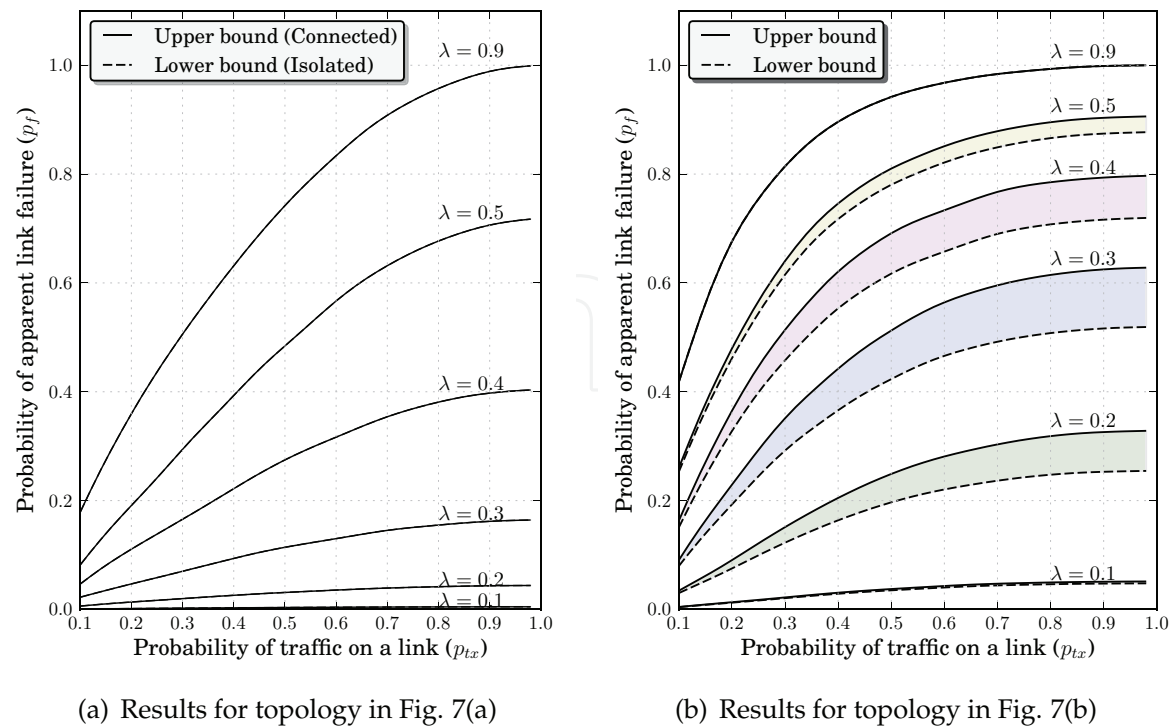 Upper bound (Connected)
Lower bound (Isolated)
λ = 0.9
λ = 0.5
λ = 0.4
λ = 0.3
λ = 0.2
λ = 0.1
Probability of apparent link failure (p_f)
1.0
0.8
0.6
0.4
0.2
0.0
0.1 0.2 0.3 0.4 0.5 0.6 0.7 0.8 0.9 1.0
Probability of traffic on a link (p_tx)
(a) Results for topology in Fig. 7(a)
Upper bound
Lower bound
λ = 0.9
λ = 0.5
λ = 0.4
λ = 0.3
λ = 0.2
λ = 0.1
Probability of apparent link failure (p_f)
1.0
0.8
0.6
0.4
0.2
0.0
0.1 0.2 0.3 0.4 0.5 0.6 0.7 0.8 0.9 1.0
Probability of traffic on a link (p_tx)
(b) Results for topology in Fig. 7(b)